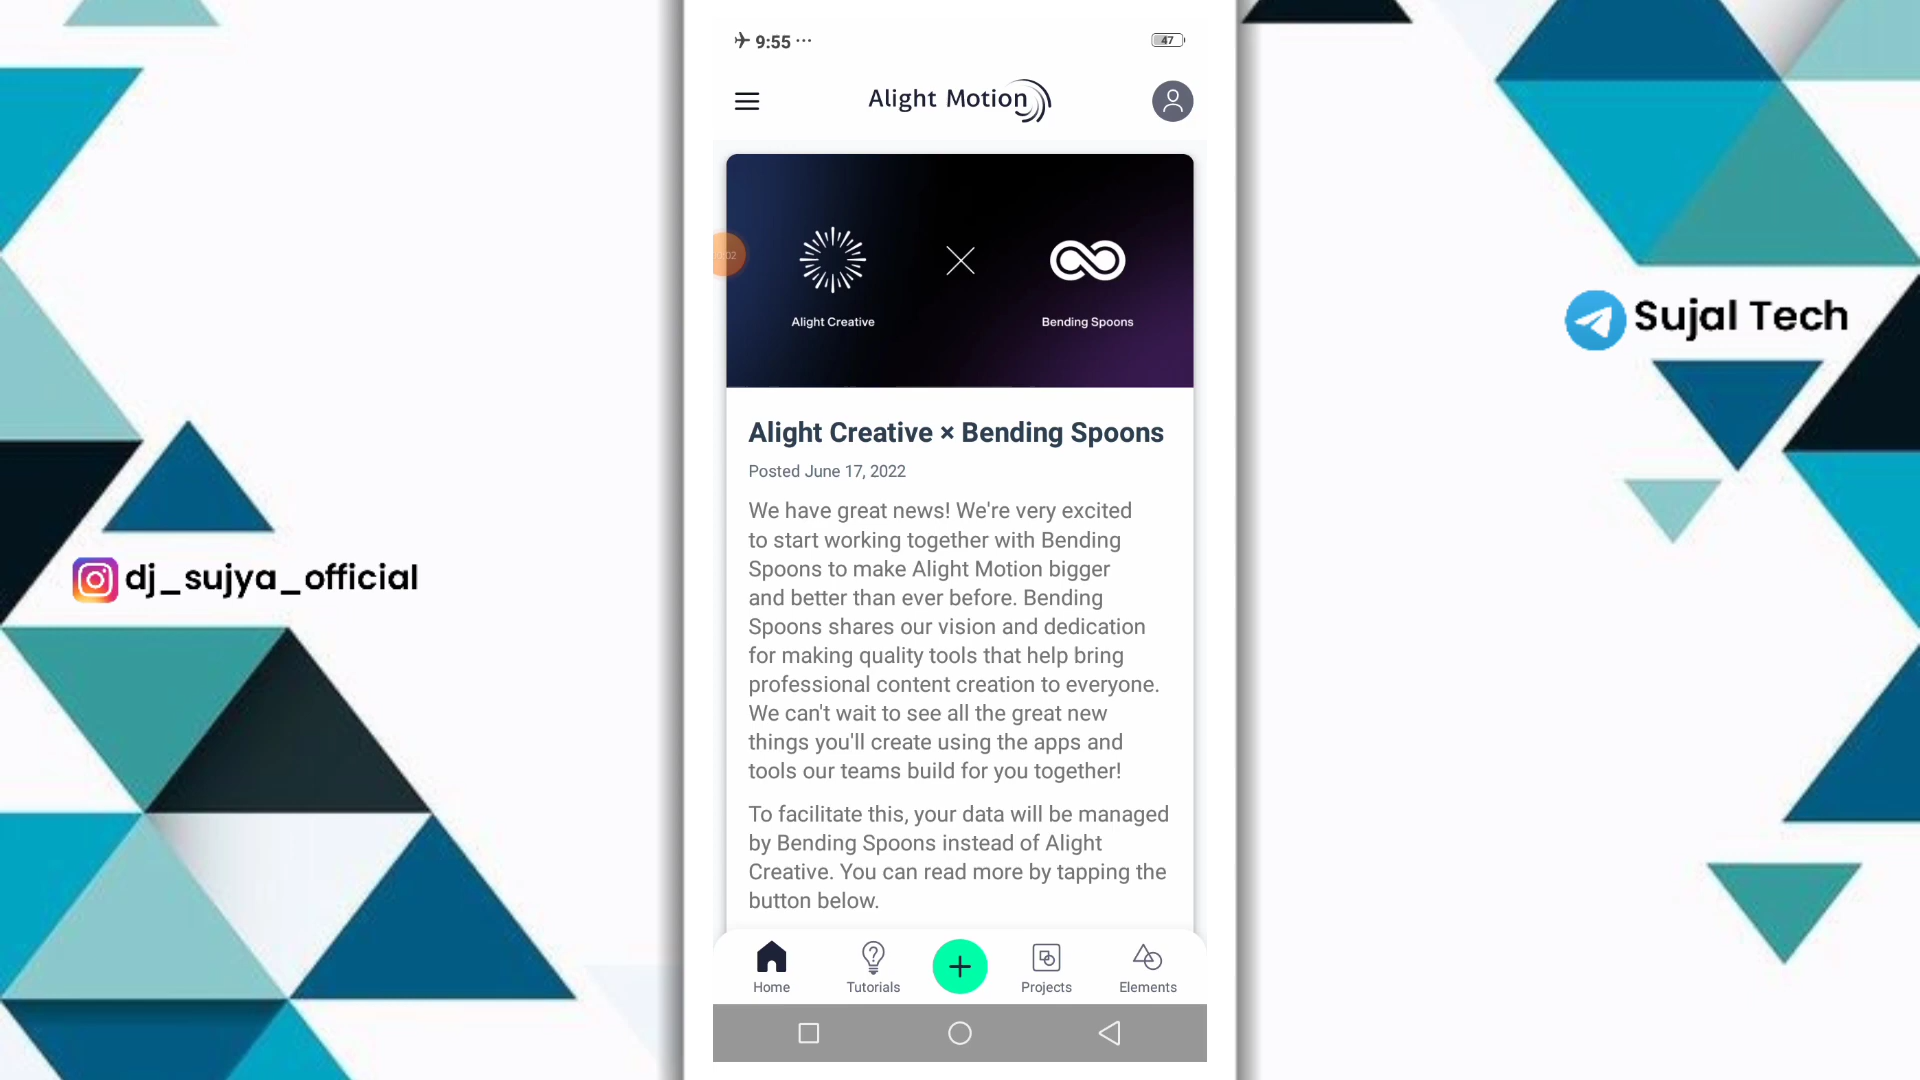 9:55
47
Alight Motion
Alight Creative
Bending Spoons
Alight Creative × Bending Spoons
Posted June 17, 2022
We have great news! We're very excited
to start working together with Bending
Spoons to make Alight Motion bigger
and better than ever before. Bending
Spoons shares our vision and dedication
for making quality tools that help bring
professional content creation to everyone.
We can't wait to see all the great new
things you'll create using the apps and
tools our teams build for you together!
To facilitate this, your data will be managed
by Bending Spoons instead of Alight
Creative. You can read more by tapping the
button below.
Home
Tutorials
Projects
Elements
dj_sujya_official
Sujal Tech